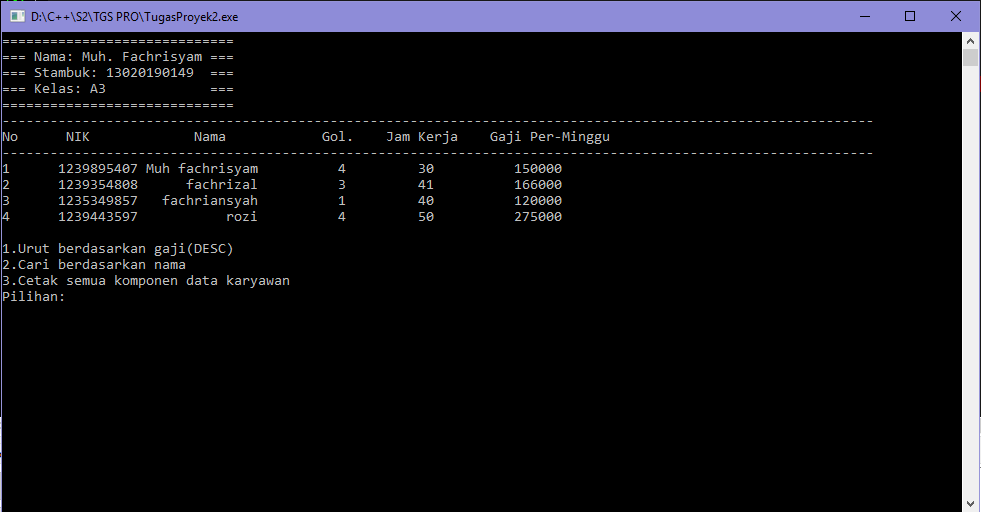 D:\C++\S2\TGS PRO\TugasProyek2.exe
=============================
=== Nama: Muh. Fachrisyam ===
=== Stambuk: 13020190149  ===
=== Kelas: A3             ===
=============================
-------------------------------------------------------------------------------------------------------------
No      NIK             Nama            Gol.    Jam Kerja    Gaji Per-Minggu
-------------------------------------------------------------------------------------------------------------
1      1239895407 Muh fachrisyam          4         30          150000
2      1239354808      fachrizal          3         41          166000
3      1235349857   fachriansyah          1         40          120000
4      1239443597           rozi          4         50          275000
1.Urut berdasarkan gaji(DESC)
2.Cari berdasarkan nama
3.Cetak semua komponen data karyawan
Pilihan: